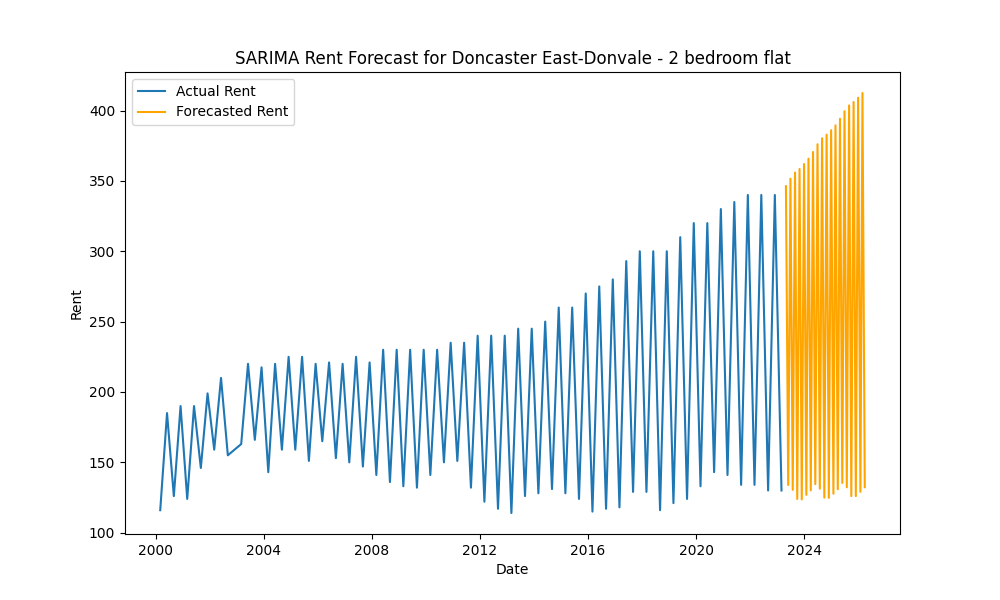 SARIMA Rent Forecast for Doncaster East-Donvale - 2 bedroom flat
Actual Rent
Forecasted Rent
400
350
300
250
200
150
100
Rent
2000 2004 2008 2012 2016 2020 2024
Date